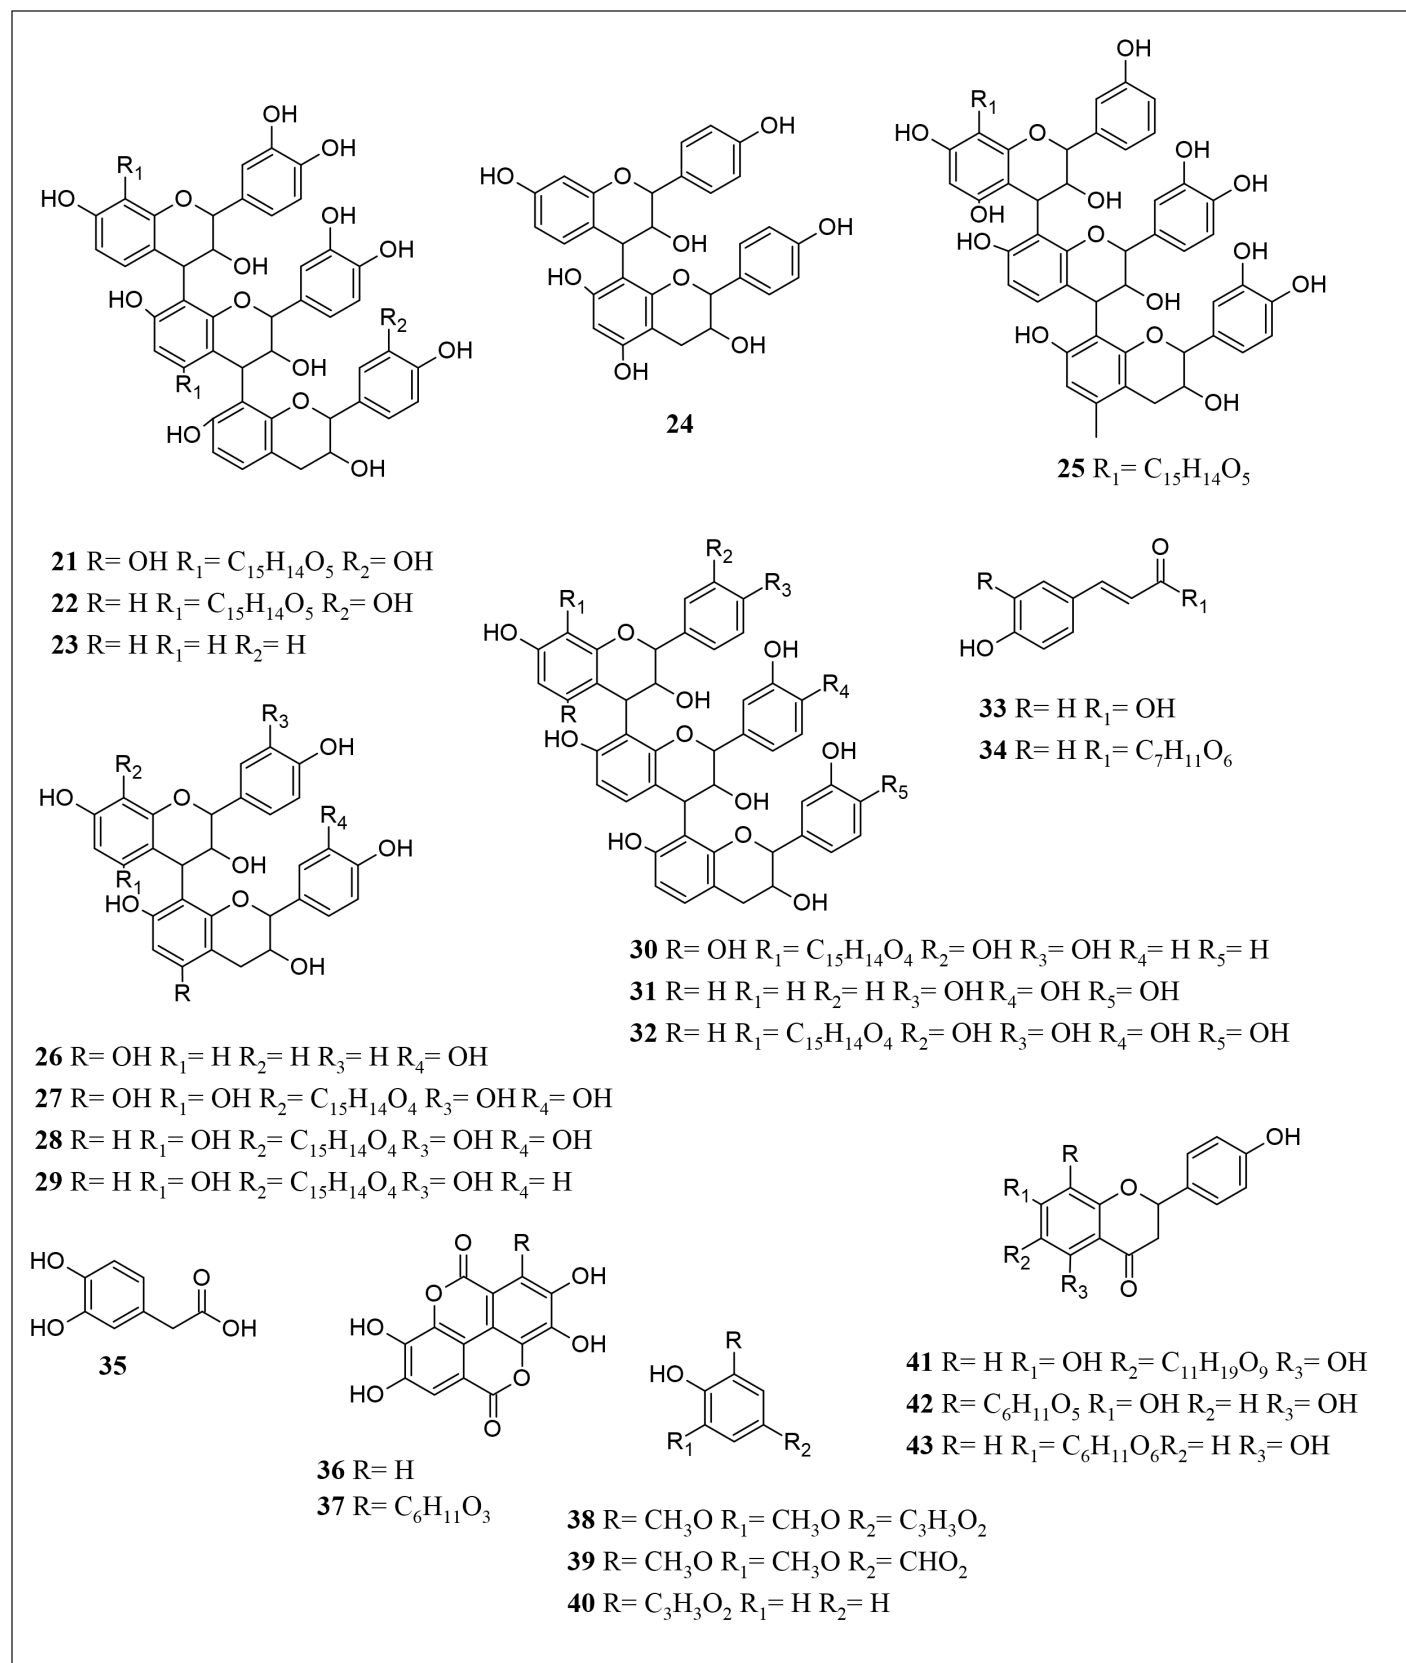 OH
OH
R1
HO
O
OH
OH
OH
HO
O
R2
OH
OH
R1
O
HO
OH
21 R= OH R1= C15H14O5 R2= OH
22 R= H R1= C15H14O5 R2= OH
23 R= H R1= H R2= H
OH
HO
O
OH
OH
HO
O
OH
OH
24
OH
R1
HO
O
OH
OH
OH
OH
HO
O
OH
OH
OH
HO
O
OH
25 R1= C15H14O5
R3
OH
R2
HO
O
R4
OH
OH
R1
HO
O
OH
R
26 R= OH R1= H R2= H R3= H R4= OH
27 R= OH R1= OH R2= C15H14O4 R3= OH R4= OH
28 R= H R1= OH R2= C15H14O4 R3= OH R4= OH
29 R= H R1= OH R2= C15H14O4 R3= OH R4= H
R2
R3
R1
HO
O
OH
R4
OH
R
HO
O
OH
R5
OH
HO
O
OH
30 R= OH R1= C15H14O4 R2= OH R3= OH R4= H R5= H
31 R= H R1= H R2= H R3= OH R4= OH R5= OH
32 R= H R1= C15H14O4 R2= OH R3= OH R4= OH R5= OH
O
R
R1
HO
33 R= H R1= OH
34 R= H R1= C7H11O6
HO
O
HO
OH
35
O
R
O
OH
HO
OH
HO
O
O
36 R= H
37 R= C6H11O3
R
HO
R1
R2
38 R= CH3O R1= CH3O R2= C3H3O2
39 R= CH3O R1= CH3O R2= CHO2
40 R= C3H3O2 R1= H R2= H
OH
R
R1
O
R2
R3
O
41 R= H R1= OH R2= C11H19O9 R3= OH
42 R= C6H11O5 R1= OH R2= H R3= OH
43 R= H R1= C6H11O6 R2= H R3= OH